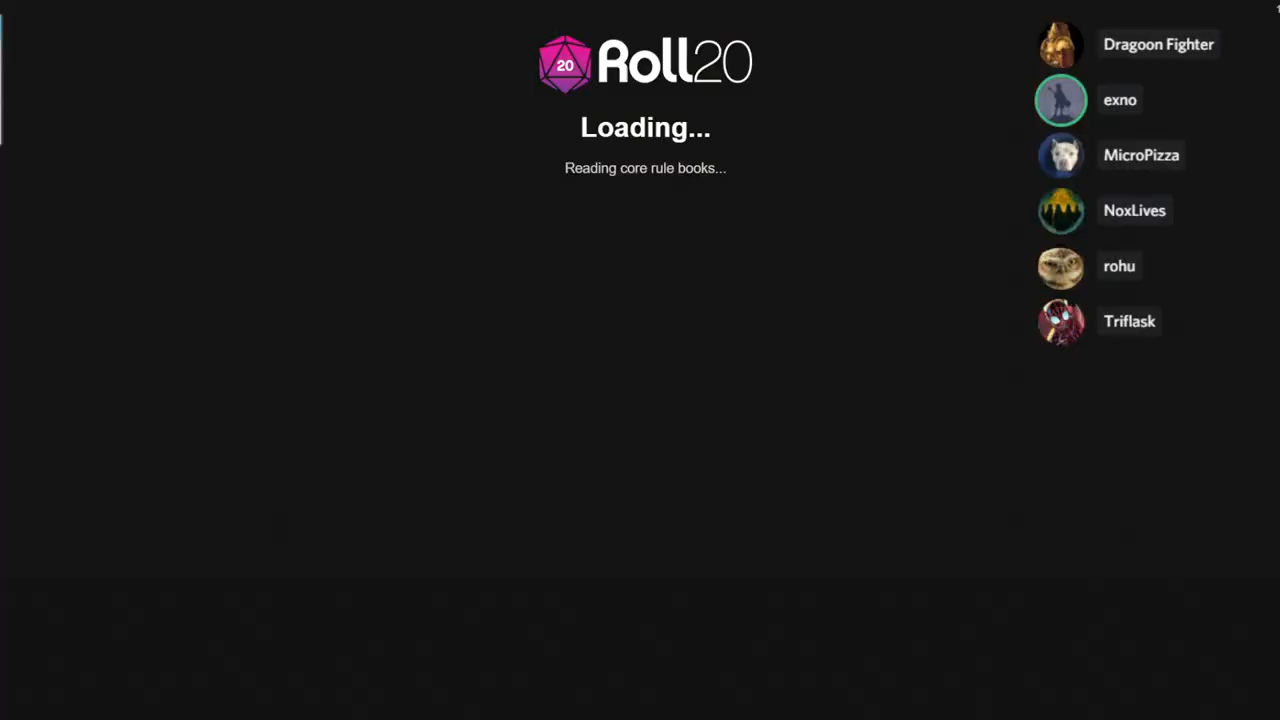 20 Roll20
Loading...
Reading core rule books...
Dragoon Fighter
exno
MicroPizza
NoxLives
rohu
Triflask